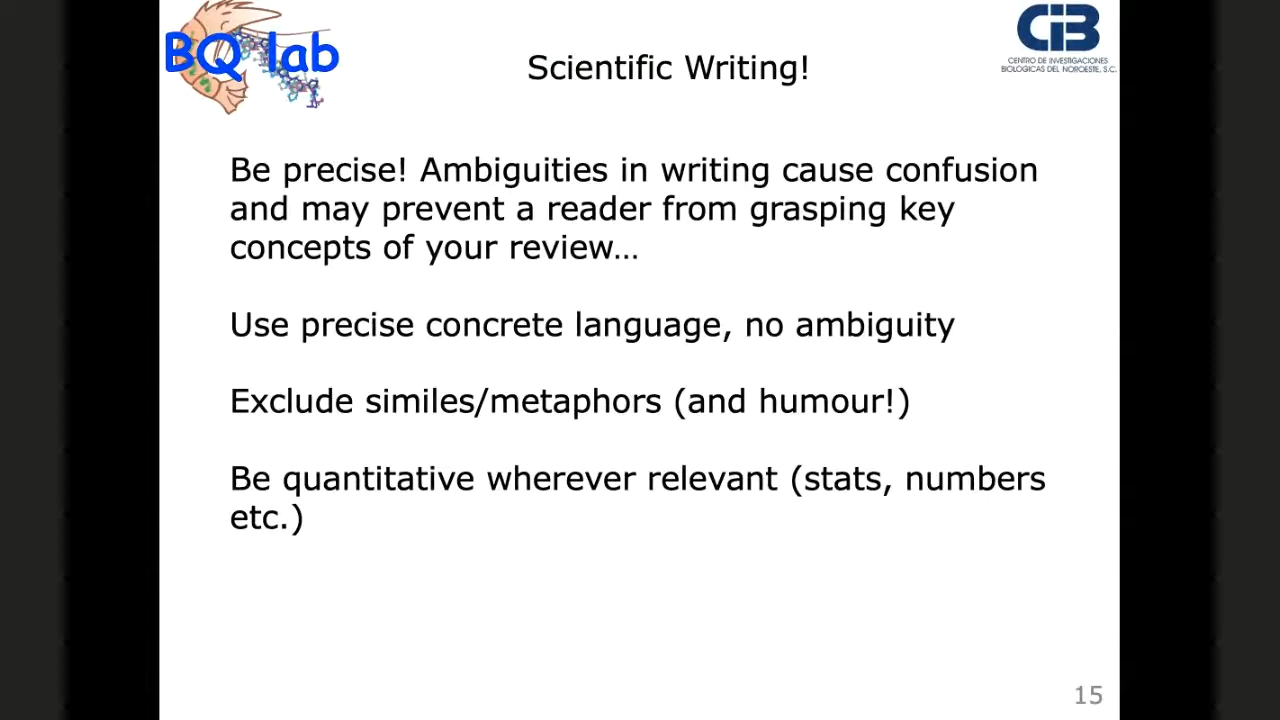 BQ lab
Scientific Writing!
CIB
CENTRO DE INVESTIGACIONES
BIOLÓGICAS DEL NOROESTE, S.C.
Be precise! Ambiguities in writing cause confusion
and may prevent a reader from grasping key
concepts of your review…
Use precise concrete language, no ambiguity
Exclude similes/metaphors (and humour!)
Be quantitative wherever relevant (stats, numbers
etc.)
15